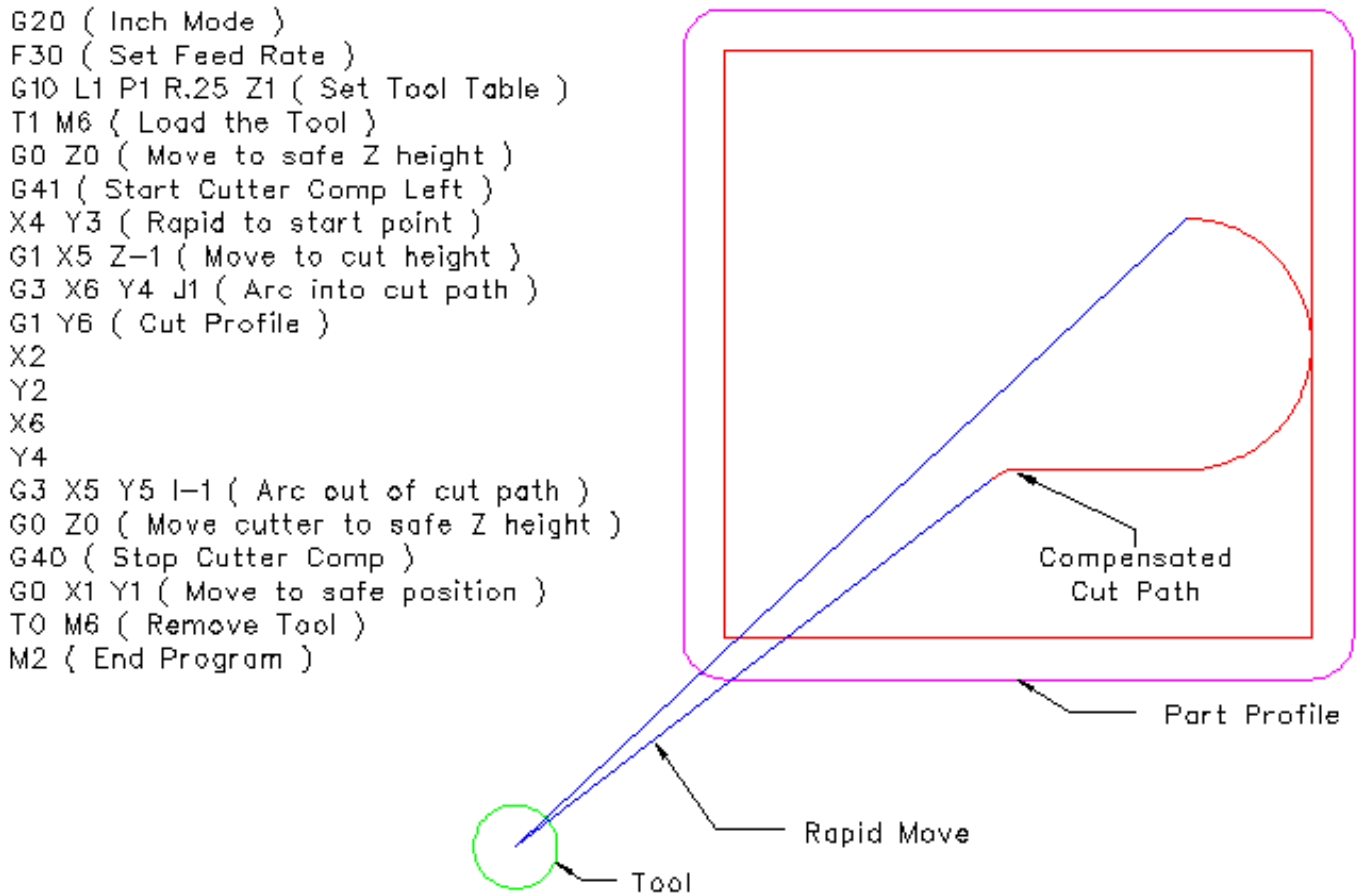 G20 ( Inch Mode )
F30 ( Set Feed Rate )
G10 L1 P1 R.25 Z1 ( Set Tool Table )
T1 M6 ( Load the Tool )
G0 Z0 ( Move to safe Z height )
G41 ( Start Cutter Comp Left )
X4 Y3 ( Rapid to start point )
G1 X5 Z-1 ( Move to cut height )
G3 X6 Y4 J1 ( Arc into cut path )
G1 Y6 ( Cut Profile )
X2
Y2
X6
Y4
G3 X5 Y5 I-1 ( Arc out of cut path )
G0 Z0 ( Move cutter to safe Z height )
G40 ( Stop Cutter Comp )
G0 X1 Y1 ( Move to safe position )
T0 M6 ( Remove Tool )
M2 ( End Program )
Compensated
Cut Path
Part Profile
Rapid Move
Tool